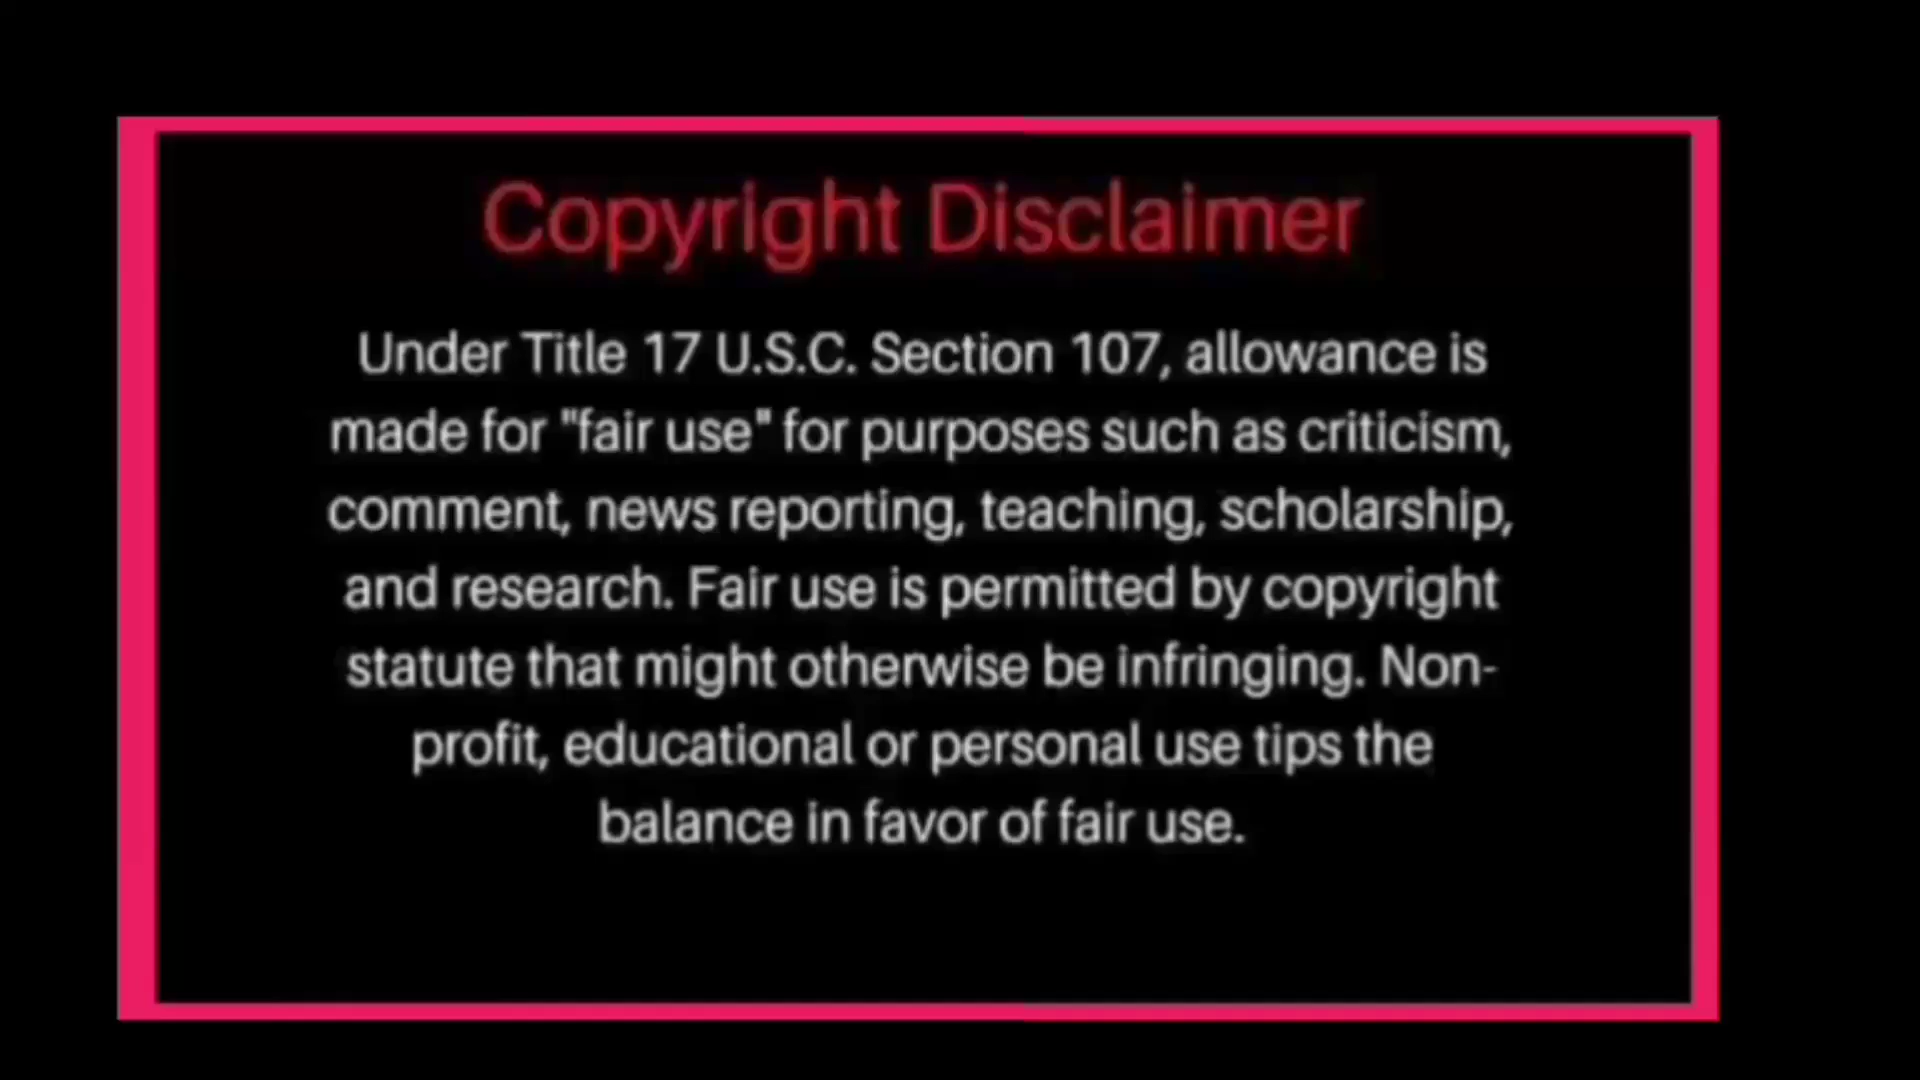 Copyright Disclaimer
Under Title 17 U.S.C. Section 107, allowance is
made for "fair use" for purposes such as criticism,
comment, news reporting, teaching, scholarship,
and research. Fair use is permitted by copyright
statute that might otherwise be infringing. Non-
profit, educational or personal use tips the
balance in favor of fair use.